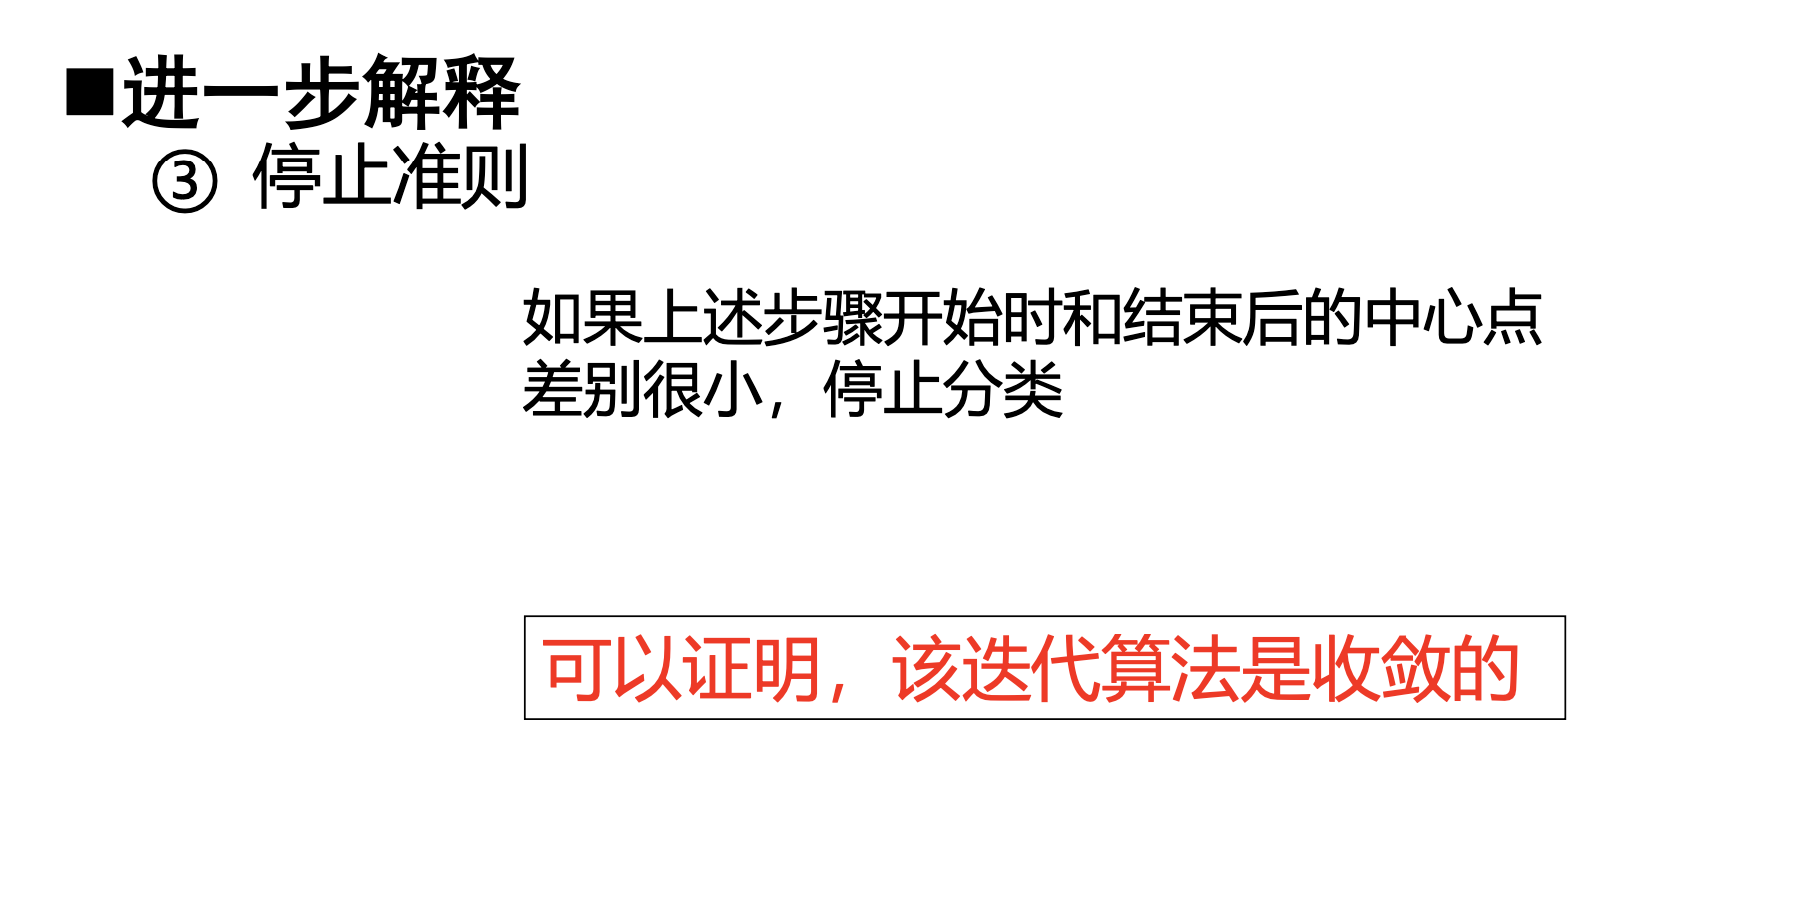 ■进一步解释
③ 停止准则
如果上述步骤开始时和结束后的中心点
差别很小，停止分类
可以证明，该迭代算法是收敛的